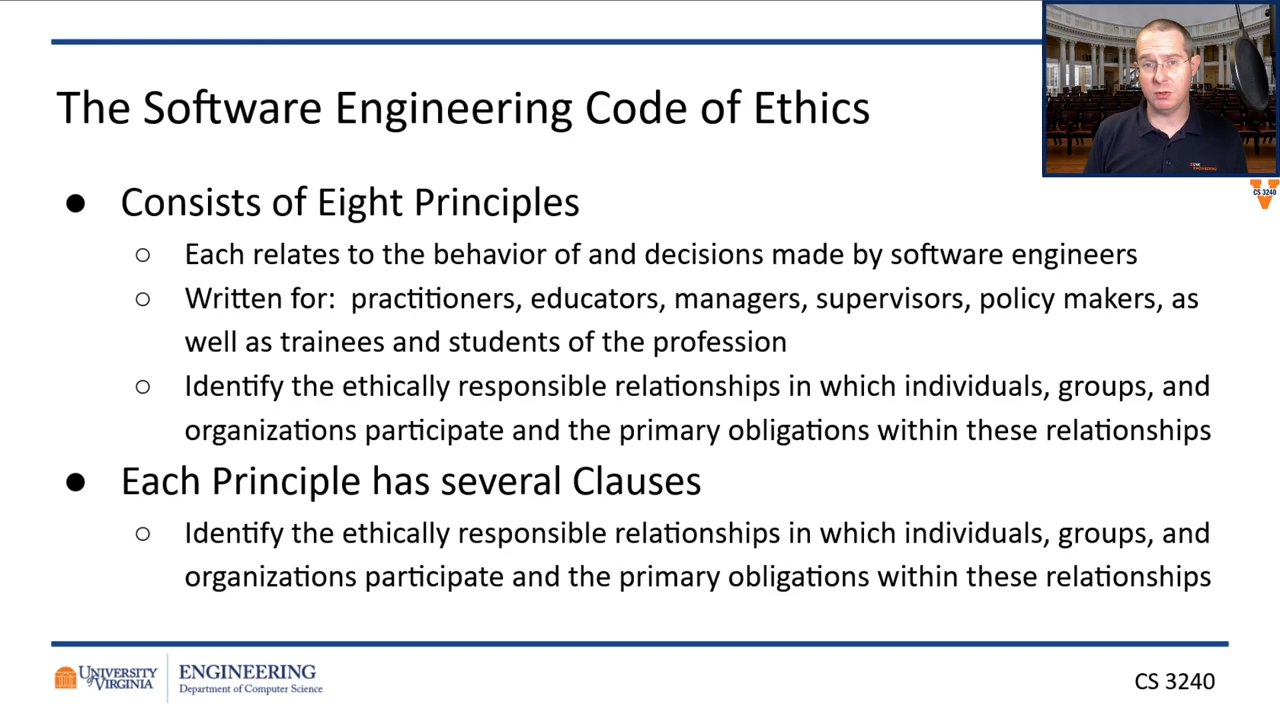 The Software Engineering Code of Ethics
CS 3240
● Consists of Eight Principles
○ Each relates to the behavior of and decisions made by software engineers
○ Written for: practitioners, educators, managers, supervisors, policy makers, as
well as trainees and students of the profession
○ Identify the ethically responsible relationships in which individuals, groups, and
organizations participate and the primary obligations within these relationships
● Each Principle has several Clauses
○ Identify the ethically responsible relationships in which individuals, groups, and
organizations participate and the primary obligations within these relationships
UNIVERSITY
of VIRGINIA
ENGINEERING
Department of Computer Science
CS 3240